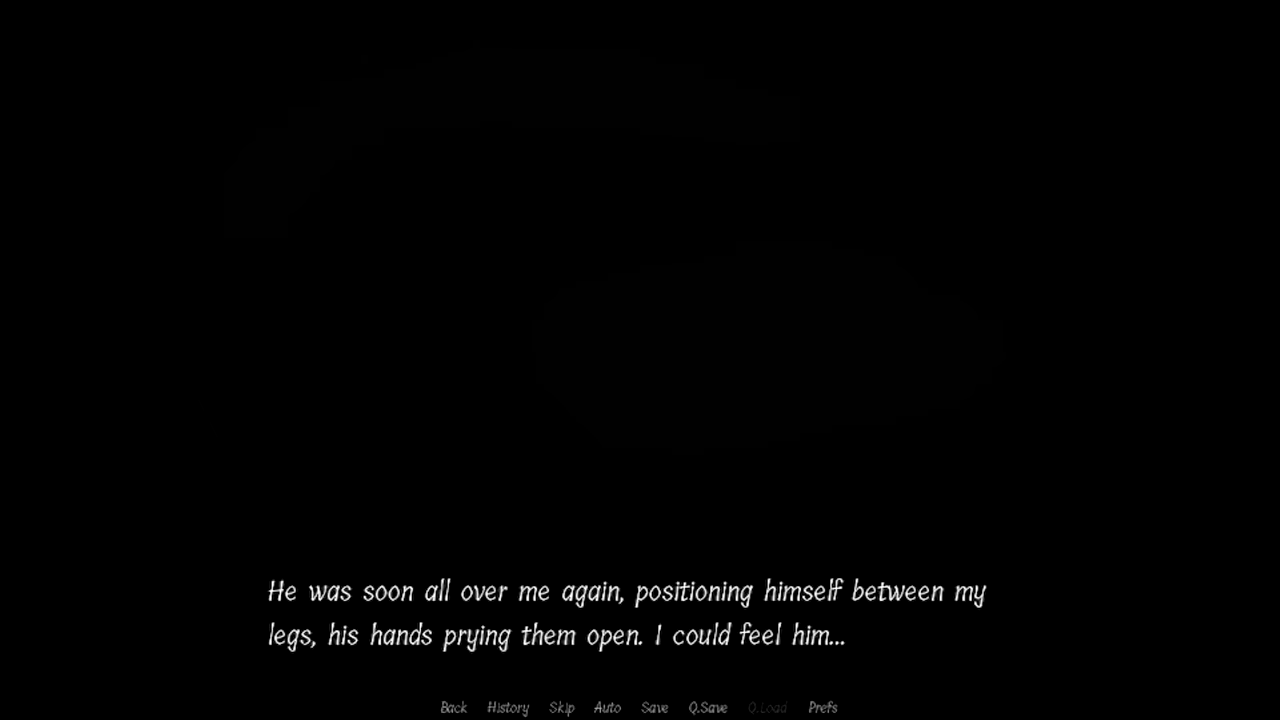 He was soon all over me again, positioning himself between my
legs, his hands prying them open. I could feel him...
Back History Skip Auto Save Q.Save Q.Load Prefs